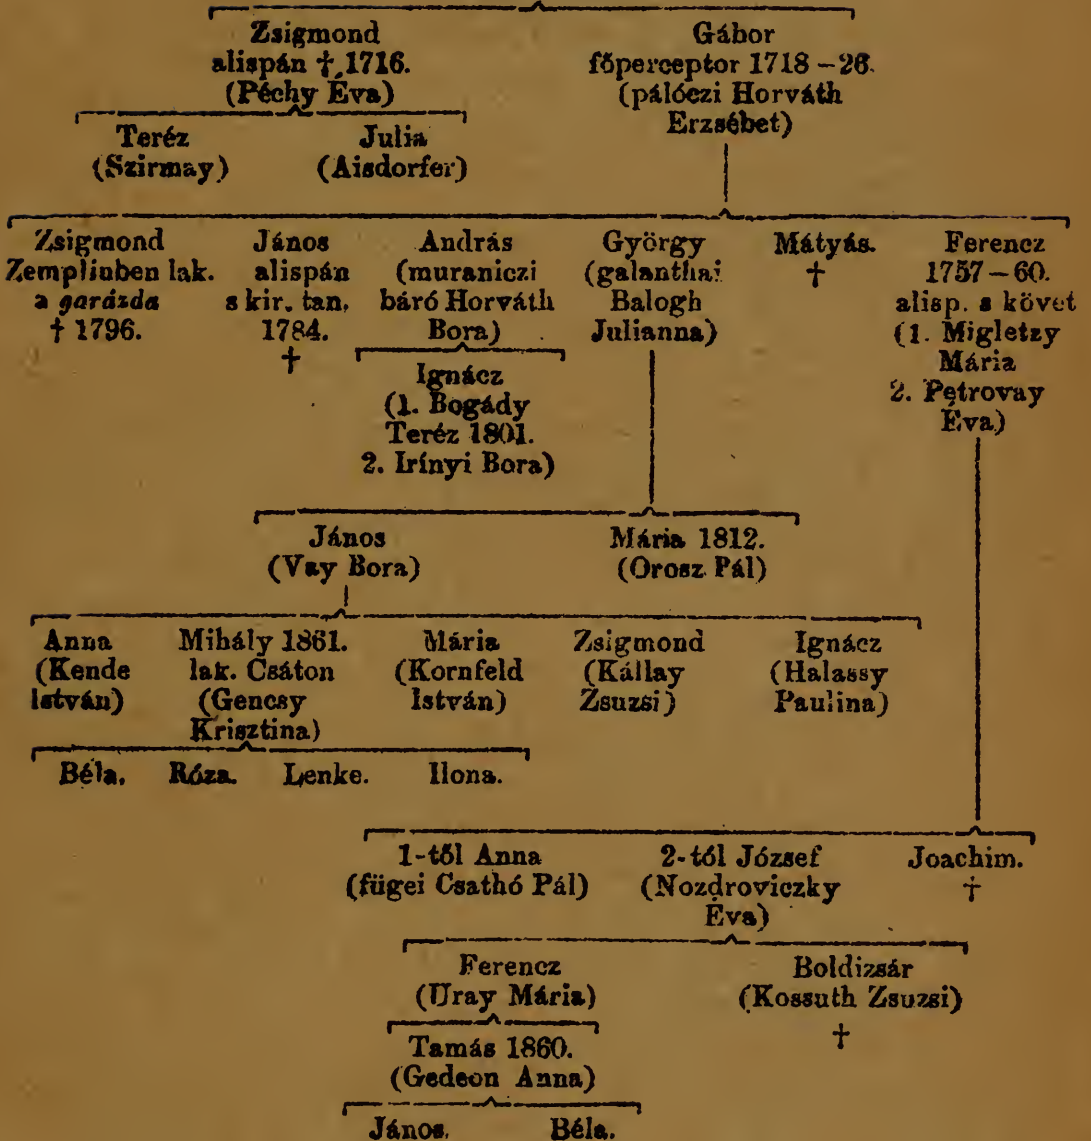 Zsigmond
alispán †, 1716.
(Péchy Éva)
Gábor
főperceptor 1718–26.
(pálóczi Horváth
Erzsébet)
Teréz
(Szirmay)
Julia
(Aisdorfer)
Zsigmond
Zemplinben lak.
a garázda
† 1796.
János
alispán
s kir. tan.
1784.
†
András
(muraniczi
báró Horváth
Bora)
György
(galanthai
Balogh
Julianna)
Mátyás.
†
Ferencz
1757–60.
alisp. s követ
(1. Migletzy
Mária
2. Petrovay
Éva)
Ignácz
(1. Bogády
Teréz 1801.
2. Irínyi Bora)
János
(Vay Bora)
Mária 1812.
(Orosz Pál)
Anna
(Kende
István)
Mihály 1861.
lak. Csáton
(Gencsy
Krisztina)
Mária
(Kornfeld
István)
Zsigmond
(Kállay
Zsuzsi)
Ignácz
(Halassy
Paulina)
Béla. Róza. Lenke. Ilona.
1-től Anna
(fügei Csathó Pál)
2-tól József
(Nozdroviczky
Éva)
Joachim.
†
Ferencz
(Uray Mária)
Boldizsár
(Kossuth Zsuzsi)
†
Tamás 1860.
(Gedeon Anna)
János. Béla.